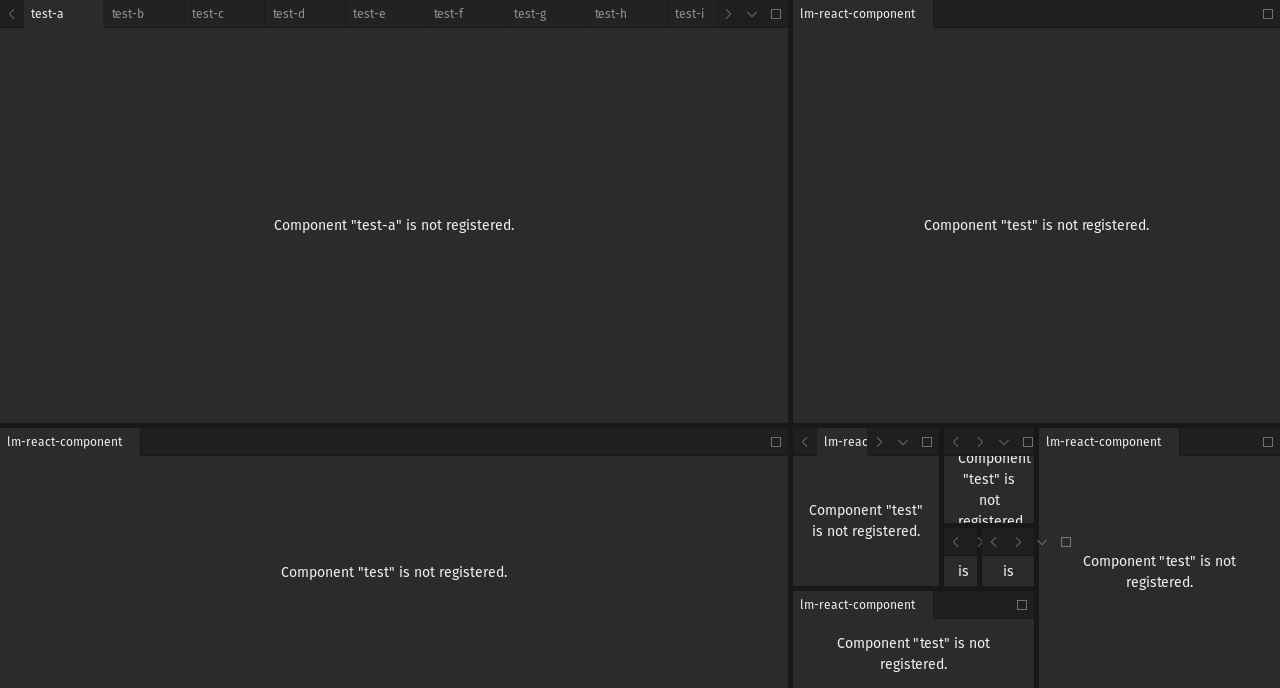 test-a test-b test-c test-d test-e test-f test-g test-h test-i
Component "test-a" is not registered.
lm-react-component
Component "test" is not registered.
lm-react-component
Component "test" is not registered.
lm-reac
Component "test"
is not registered.
Component
"test" is
not
registered.
is
is
lm-react-component
Component "test" is not
registered.
lm-react-component
Component "test" is not
registered.